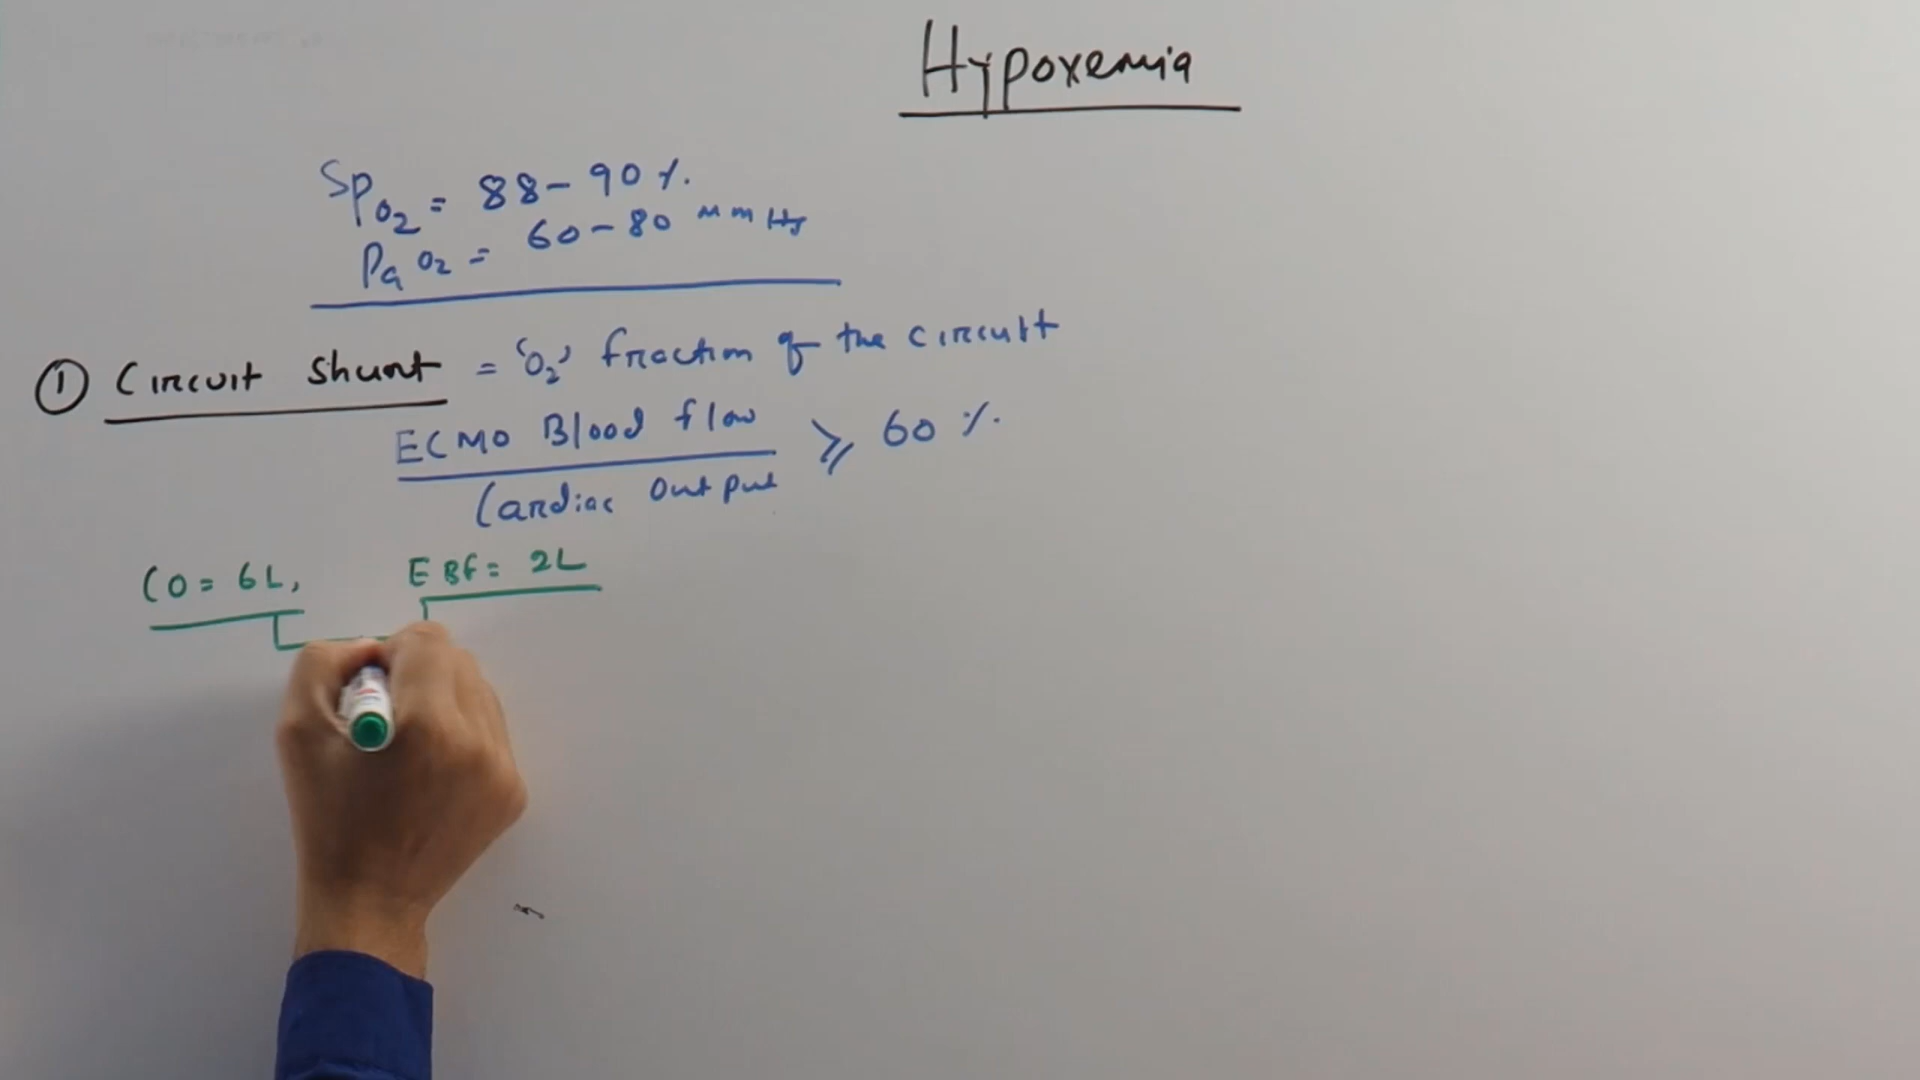 Hypoxemia
SpO2 = 88-90%.
PaO2 = 60-80 mmHg
① Circuit Shunt = 'O2' fraction of the circuit
ECMO Blood flow
Cardiac Output
≥ 60%.
CO = 6L, EBF = 2L